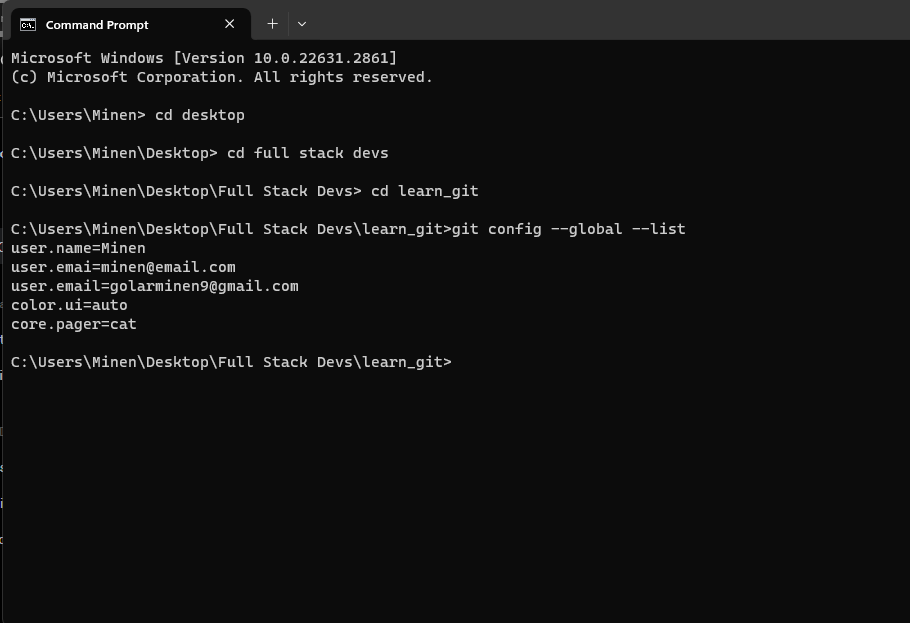 Command Prompt
Microsoft Windows [Version 10.0.22631.2861]
(c) Microsoft Corporation. All rights reserved.
C:\Users\Minen> cd desktop
C:\Users\Minen\Desktop> cd full stack devs
C:\Users\Minen\Desktop\Full Stack Devs> cd learn_git
C:\Users\Minen\Desktop\Full Stack Devs\learn_git>git config --global --list
user.name=Minen
user.emai=minen@email.com
user.email=golarminen9@gmail.com
color.ui=auto
core.pager=cat
C:\Users\Minen\Desktop\Full Stack Devs\learn_git>